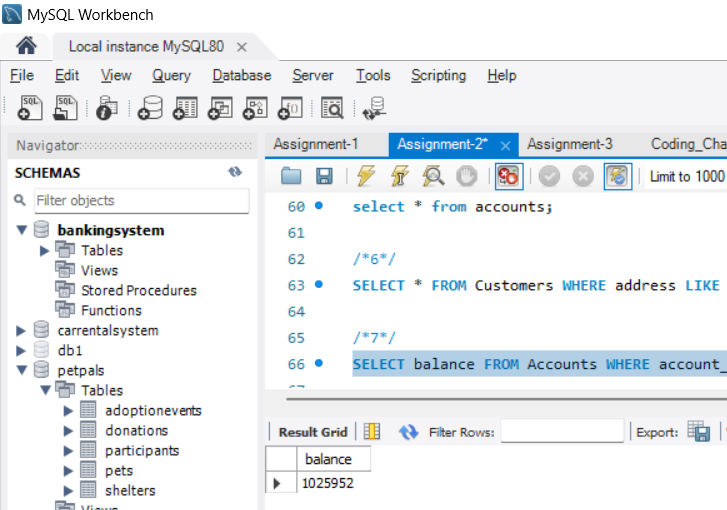 MySQL Workbench
Local instance MySQL80
File Edit View Query Database Server Tools Scripting Help
Navigator
SCHEMAS
Filter objects
bankingsystem
Tables
Views
Stored Procedures
Functions
carrentalsystem
db1
petpals
Tables
adoptionevents
donations
participants
pets
shelters
Views
Assignment-1 Assignment-2* Assignment-3 Coding_Cha
Limit to 1000
60 select * from accounts;
61
62 /*6*/
63 SELECT * FROM Customers WHERE address LIKE
64
65 /*7*/
66 SELECT balance FROM Accounts WHERE account_
67
Result Grid Filter Rows: Export:
balance
1025952